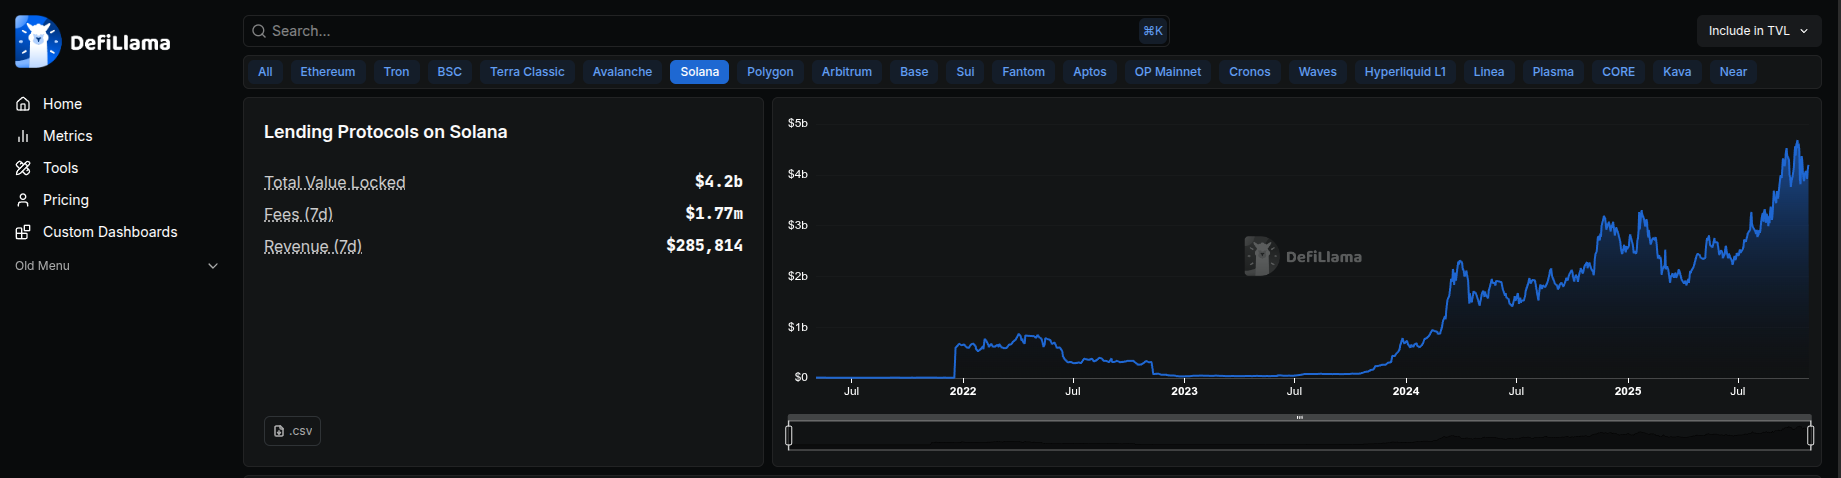 DefiLlama
Search...
⌘K
Include in TVL
All Ethereum Tron BSC Terra Classic Avalanche Solana Polygon Arbitrum Base Sui Fantom Aptos OP Mainnet Cronos Waves Hyperliquid L1 Linea Plasma CORE Kava Near
Home
Metrics
Tools
Pricing
Custom Dashboards
Old Menu
Lending Protocols on Solana
Total Value Locked $4.2b
Fees (7d) $1.77m
Revenue (7d) $285,814
.csv
$5b
$4b
$3b
$2b
$1b
$0
DefiLlama
Jul 2022 Jul 2023 Jul 2024 Jul 2025 Jul